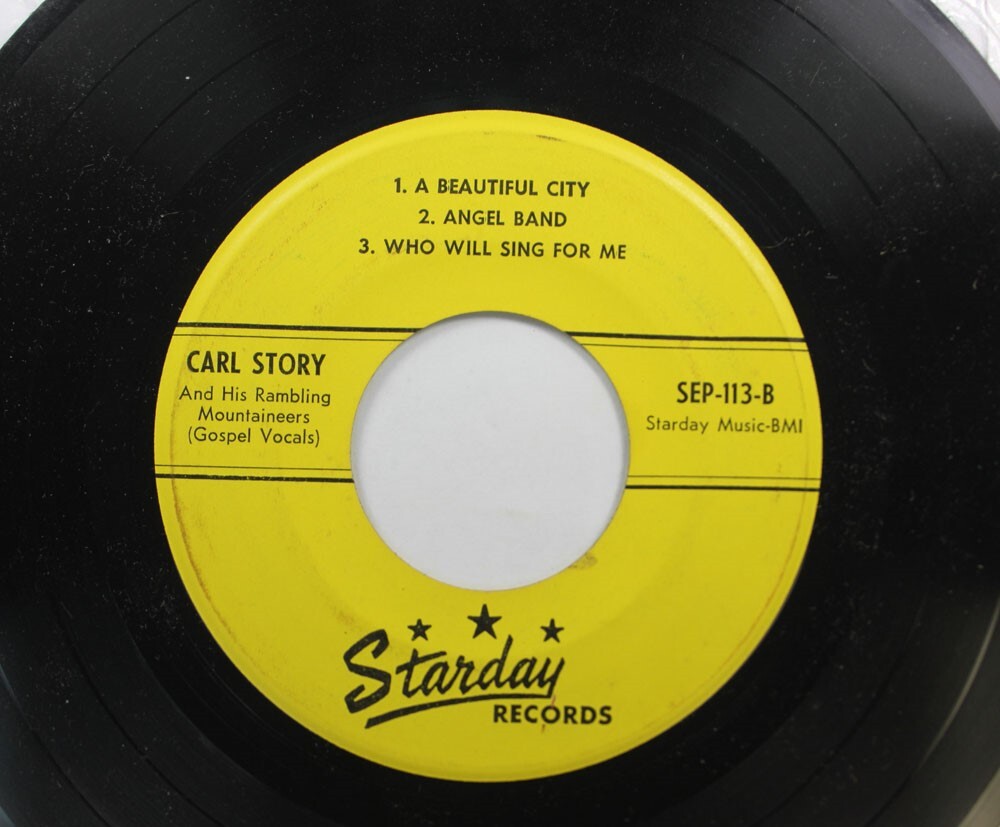 1. A BEAUTIFUL CITY
2. ANGEL BAND
3. WHO WILL SING FOR ME
CARL STORY
And His Rambling
Mountaineers
(Gospel Vocals)
SEP-113-B
Starday Music-BMI
Starday
RECORDS